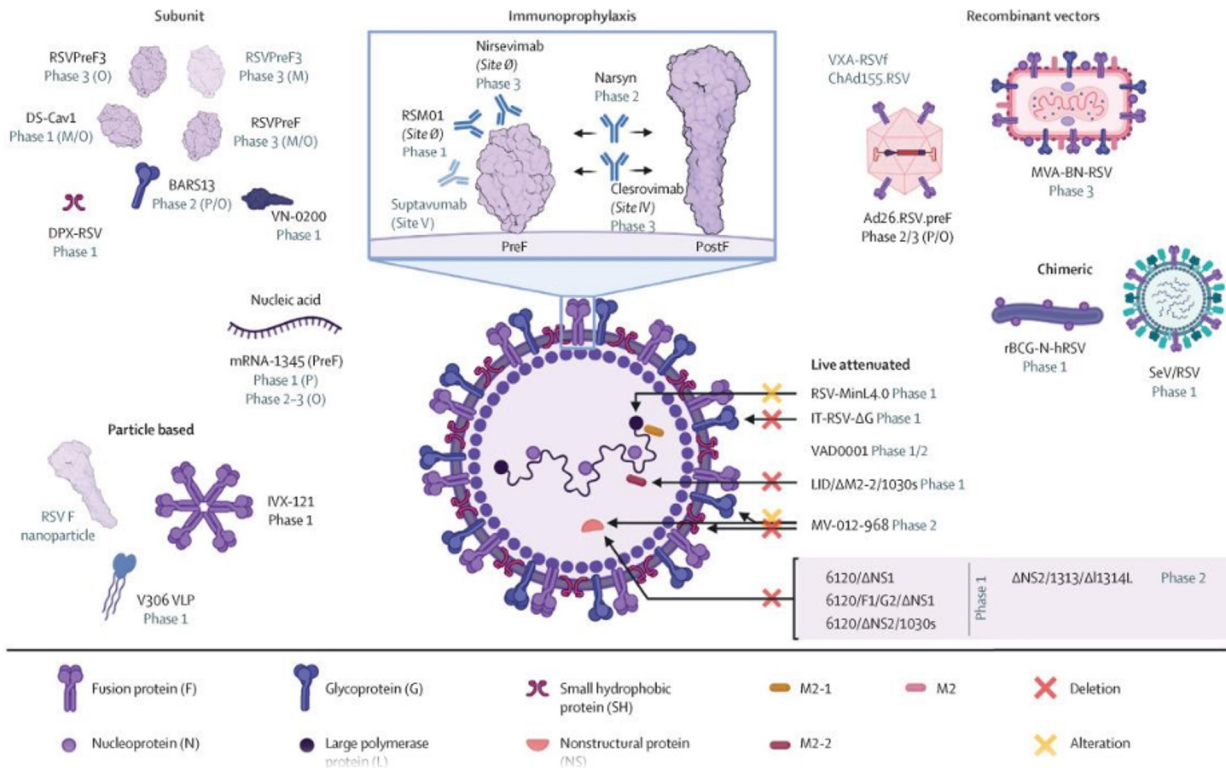 Subunit
RSVPreF3
Phase 3 (O)
RSVPreF3
Phase 3 (M)
DS-Cav1
Phase 1 (M/O)
RSVPreF
Phase 3 (M/O)
BARS13
Phase 2 (P/O)
DPX-RSV
Phase 1
VN-0200
Phase 1
Nucleic acid
mRNA-1345 (PreF)
Phase 1 (P)
Phase 2–3 (O)
Particle based
RSV F
nanoparticle
IVX-121
Phase 1
V306 VLP
Phase 1
Immunoprophylaxis
Nirsevimab
(Site Ø)
Phase 3
RSM01
(Site Ø)
Phase 1
Suptavumab
(Site V)
Narsyn
Phase 2
Clesrovimab
(Site IV)
Phase 3
PreF
PostF
Recombinant vectors
VXA-RSVf
ChAd155.RSV
Ad26.RSV.preF
Phase 2/3 (P/O)
MVA-BN-RSV
Phase 3
Chimeric
rBCG-N-hRSV
Phase 1
SeV/RSV
Phase 1
Live attenuated
RSV-MinL4.0 Phase 1
IT-RSV-ΔG Phase 1
VAD0001 Phase 1/2
LID/ΔM2-2/1030s Phase 1
MV-012-968 Phase 2
6120/ΔNS1
6120/F1/G2/ΔNS1
6120/ΔNS2/1030s
Phase 1
ΔNS2/1313/Δl1314L Phase 2
Fusion protein (F)
Glycoprotein (G)
Small hydrophobic
protein (SH)
M2-1
M2
Deletion
Nucleoprotein (N)
Large polymerase
protein (L)
Nonstructural protein
(NS)
M2-2
Alteration